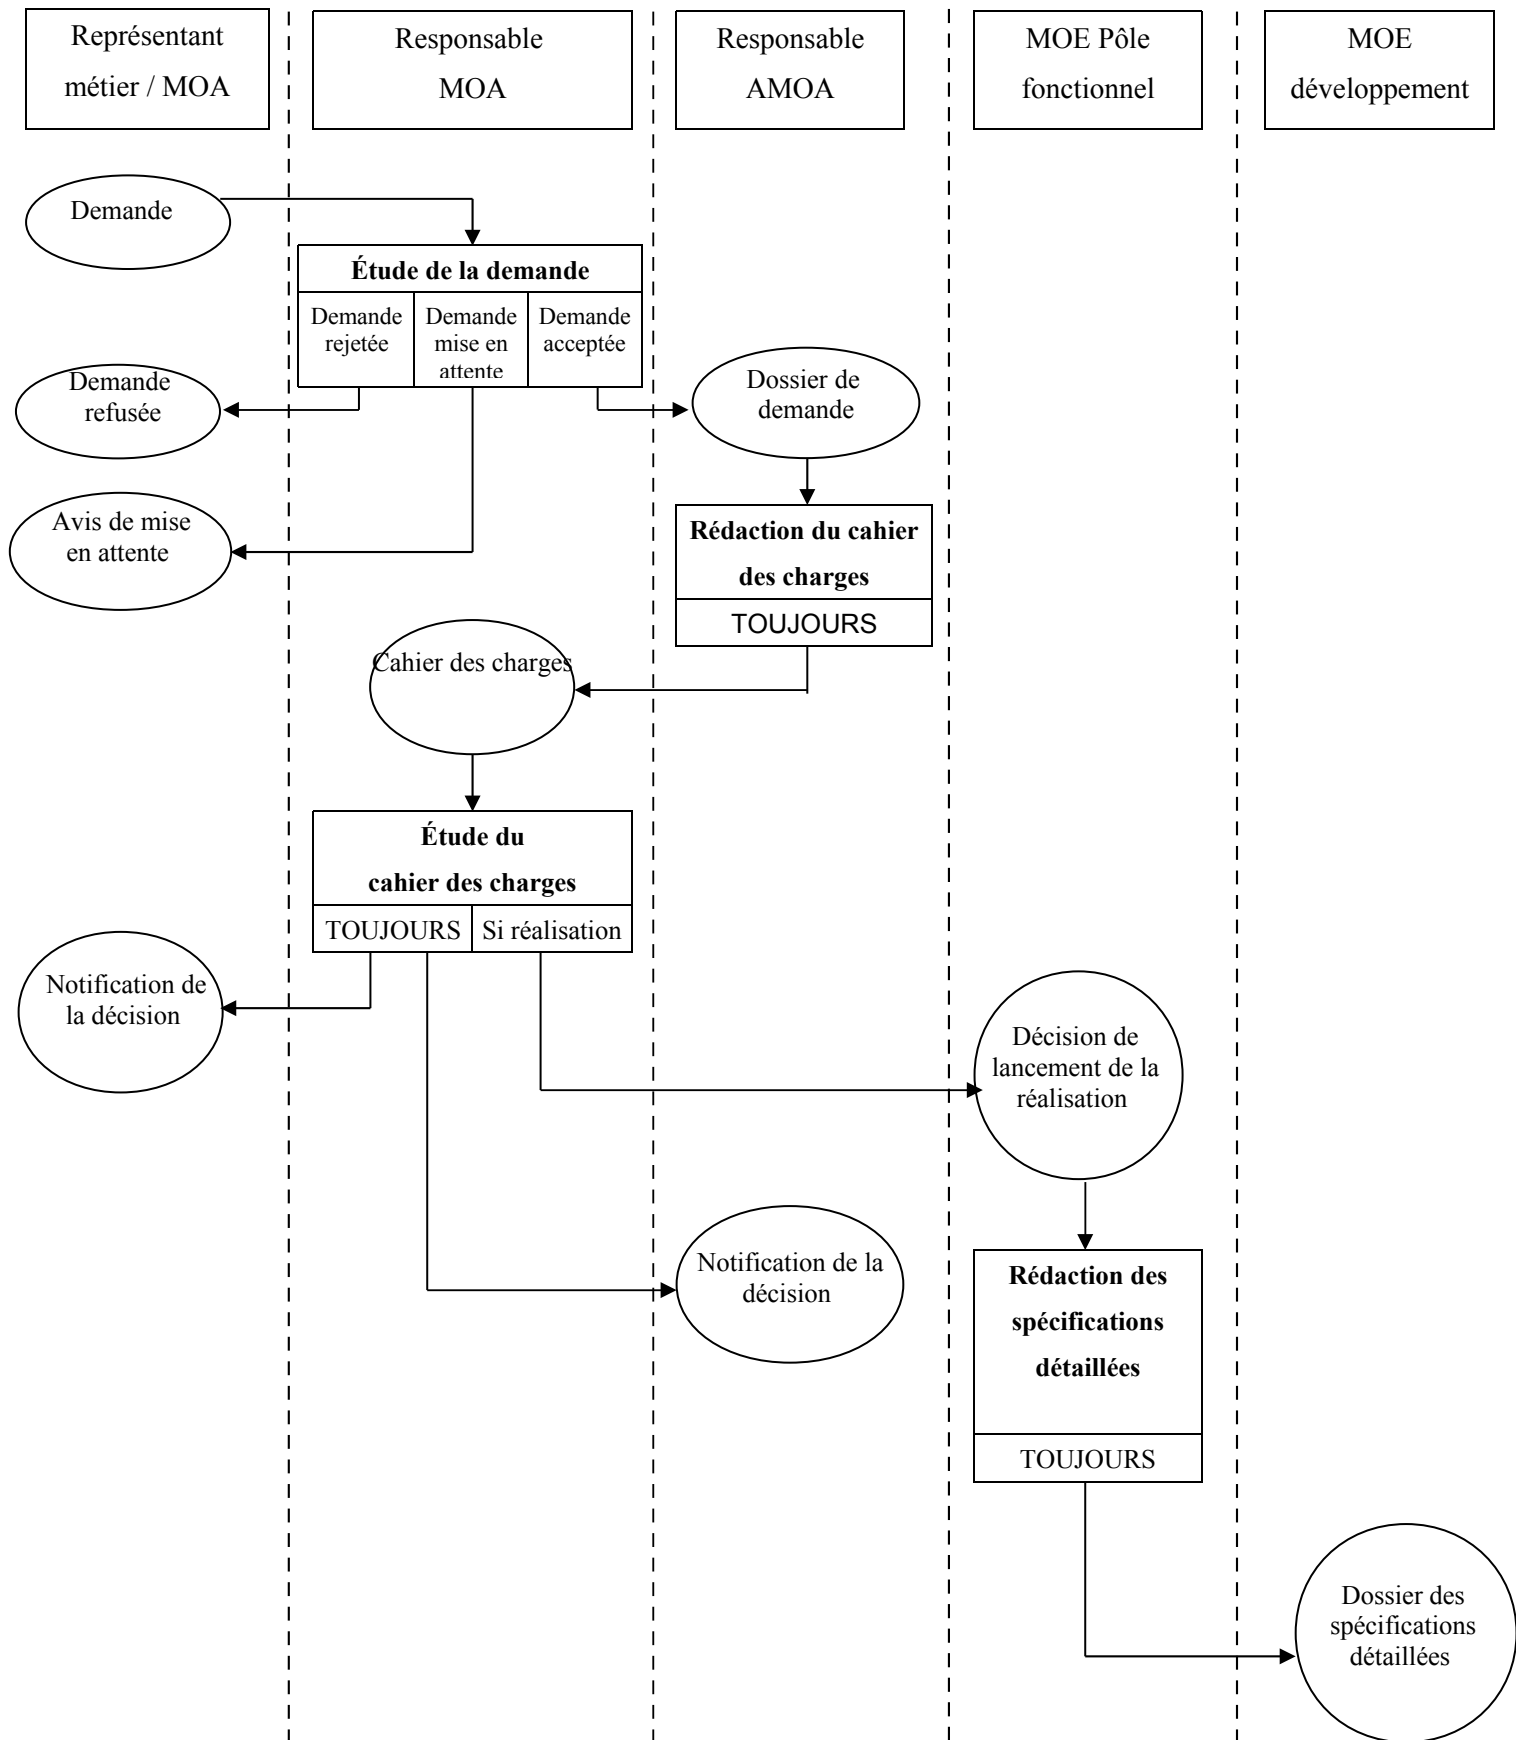 Représentant
métier / MOA
Responsable
MOA
Responsable
AMOA
MOE Pôle
fonctionnel
MOE
développement
Demande
Étude de la demande
Demande
rejetée
Demande
mise en
attente
Demande
acceptée
Demande
refusée
Dossier de
demande
Avis de mise
en attente
Rédaction du cahier
des charges
TOUJOURS
Cahier des charges
Étude du
cahier des charges
TOUJOURS
Si réalisation
Notification de
la décision
Décision de
lancement de la
réalisation
Notification de la
décision
Rédaction des
spécifications
détaillées
TOUJOURS
Dossier des
spécifications
détaillées